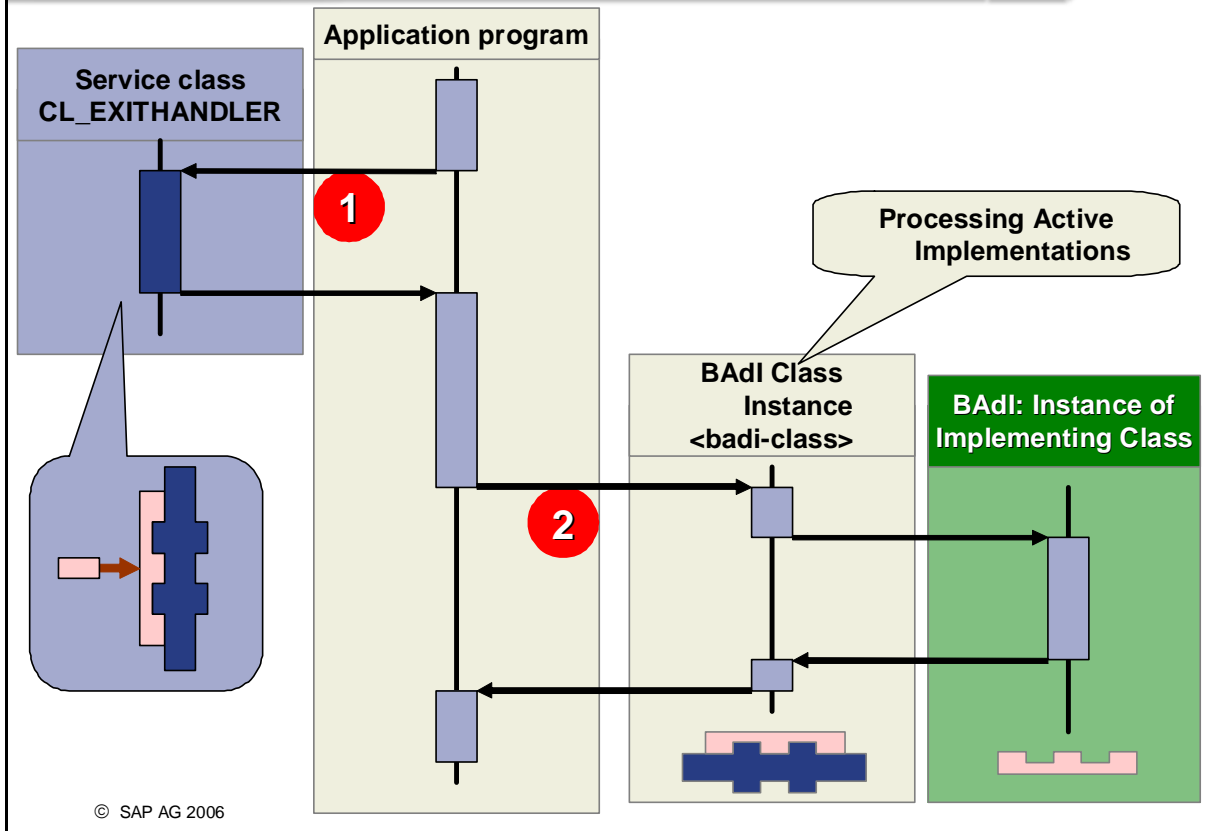 Application program
Service class
CL_EXITHANDLER
1
Processing Active
Implementations
BAdI Class
Instance
<badi-class>
BAdI: Instance of
Implementing Class
2
© SAP AG 2006